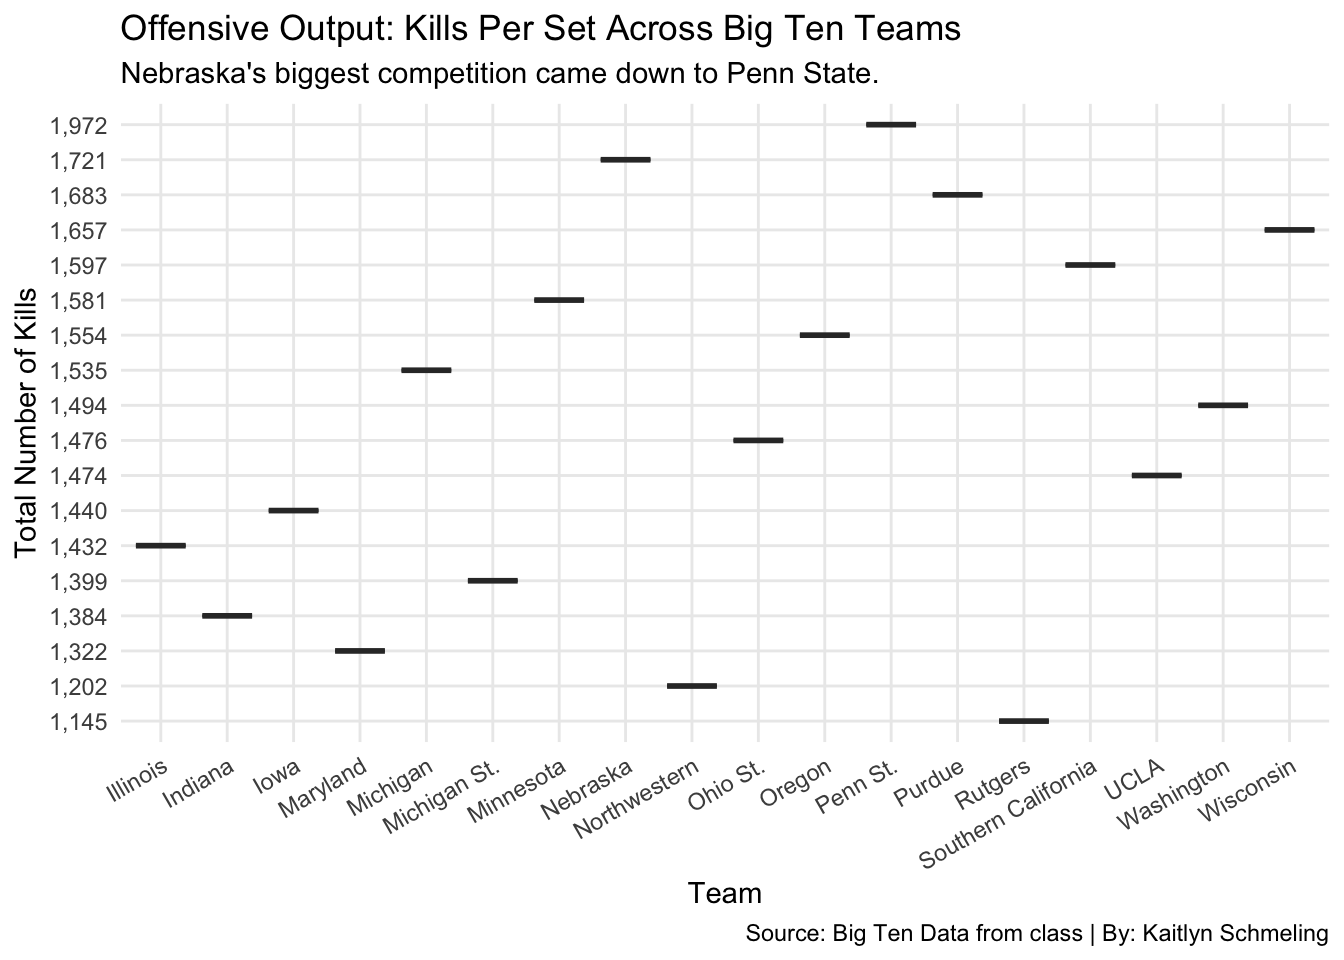 Offensive Output: Kills Per Set Across Big Ten Teams
Nebraska's biggest competition came down to Penn State.
Total Number of Kills
1,972
1,721
1,683
1,657
1,597
1,581
1,554
1,535
1,494
1,476
1,474
1,440
1,432
1,399
1,384
1,322
1,202
1,145
Illinois
Indiana
Iowa
Maryland
Michigan
Michigan St.
Minnesota
Nebraska
Northwestern
Ohio St.
Oregon
Penn St.
Purdue
Rutgers
Southern California
UCLA
Washington
Wisconsin
Team
Source: Big Ten Data from class | By: Kaitlyn Schmeling